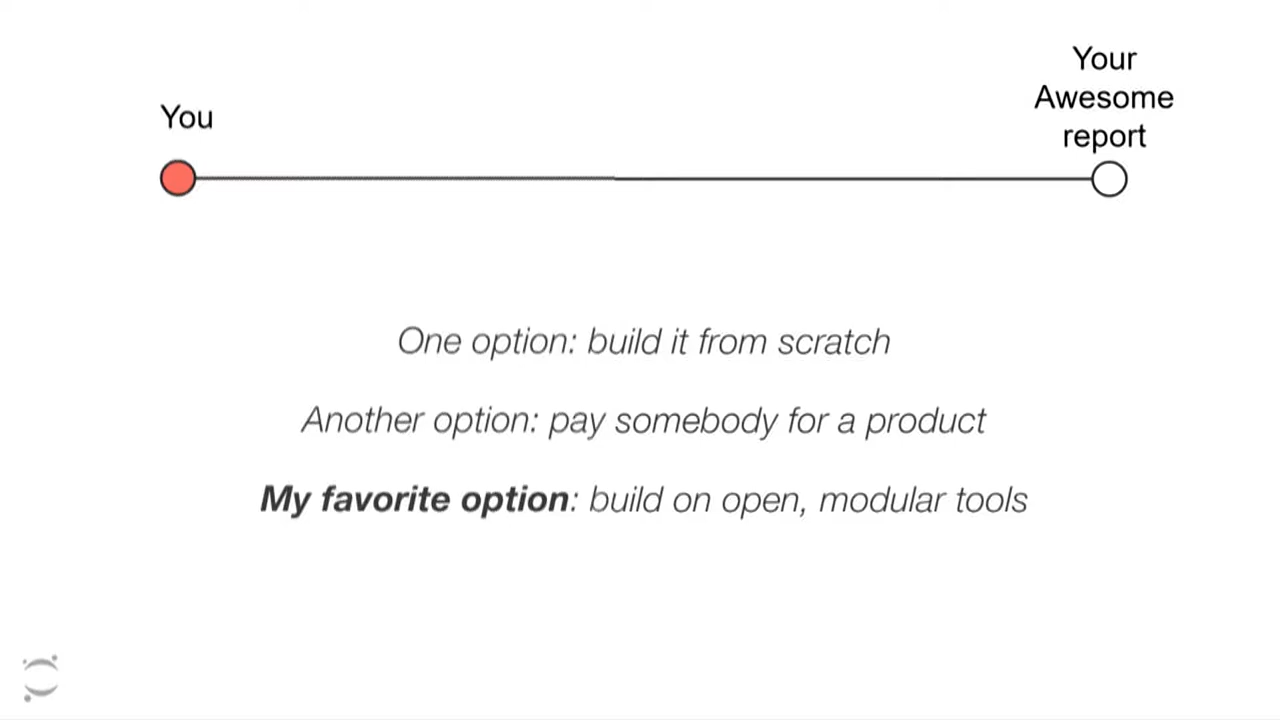 You
Your
Awesome
report
One option: build it from scratch
Another option: pay somebody for a product
My favorite option: build on open, modular tools